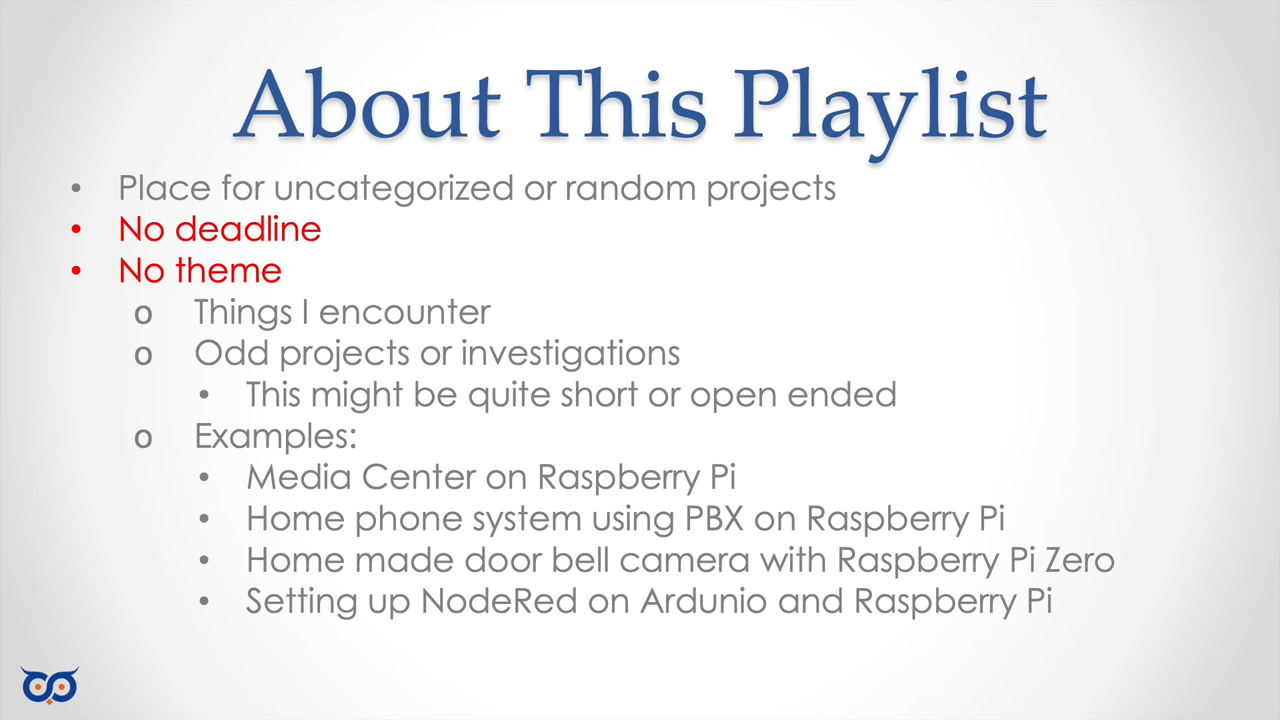 About This Playlist
• Place for uncategorized or random projects
• No deadline
• No theme
o Things I encounter
o Odd projects or investigations
• This might be quite short or open ended
o Examples:
• Media Center on Raspberry Pi
• Home phone system using PBX on Raspberry Pi
• Home made door bell camera with Raspberry Pi Zero
• Setting up NodeRed on Ardunio and Raspberry Pi